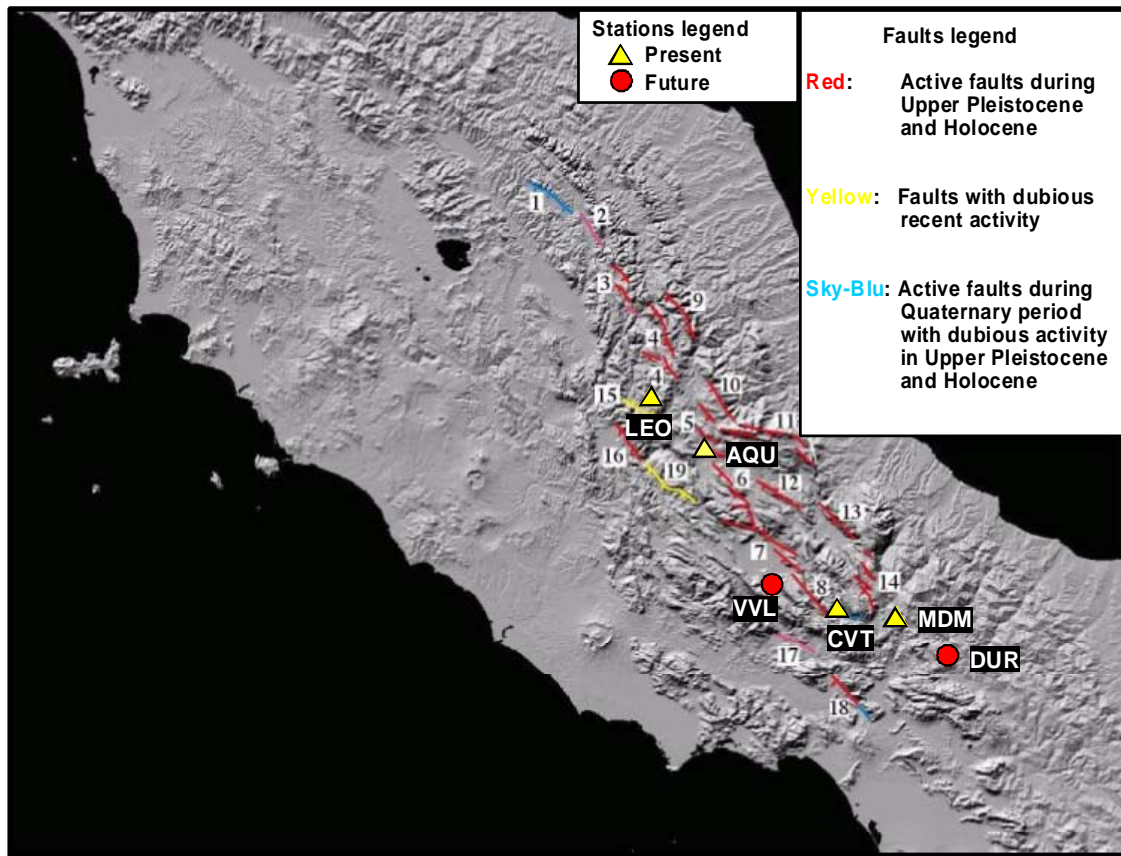 Stations legend
Present
Future
Faults legend
Red: Active faults during
Upper Pleistocene
and Holocene
Yellow: Faults with dubious
recent activity
Sky-Blu: Active faults during
Quaternary period
with dubious activity
in Upper Pleistocene
and Holocene
1
2
3
9
4
4
10
15
LEO
5
11
AQU
16
19
6
12
13
7
VVL
8
14
CVT
MDM
17
DUR
18